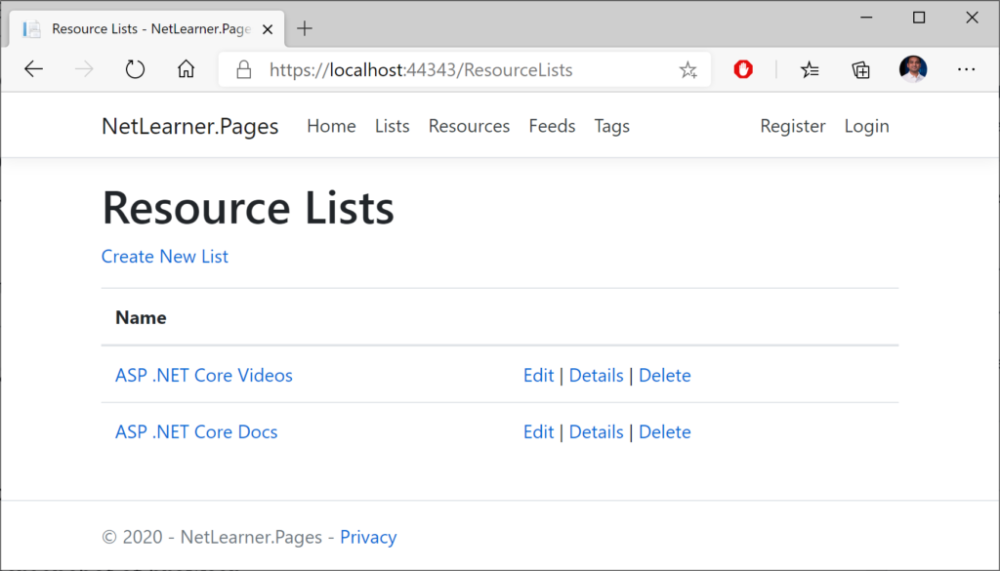 Resource Lists - NetLearner.Page
https://localhost:44343/ResourceLists
NetLearner.Pages Home Lists Resources Feeds Tags Register Login
Resource Lists
Create New List
Name
ASP .NET Core Videos Edit | Details | Delete
ASP .NET Core Docs Edit | Details | Delete
© 2020 - NetLearner.Pages - Privacy